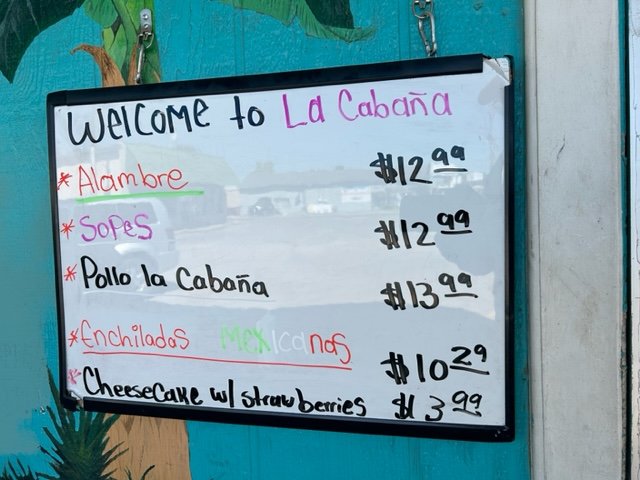 Welcome to La Cabaña
* Alambre $12 99
* Sopes $12 99
* Pollo la Cabaña $13 99
* Enchiladas Mexicanas $10 29
* Cheesecake w/ strawberries $3 99